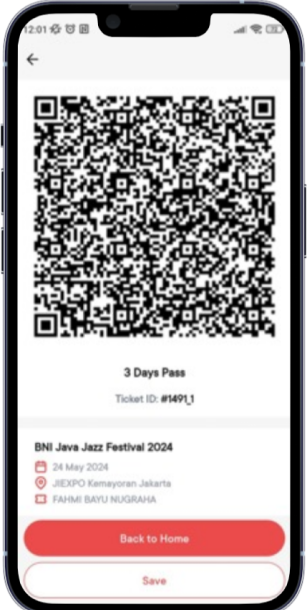 12:01
3 Days Pass
Ticket ID: #1491_1
BNI Java Jazz Festival 2024
24 May 2024
JIEXPO Kemayoran Jakarta
FAHMI BAYU NUGRAHA
Back to Home
Save